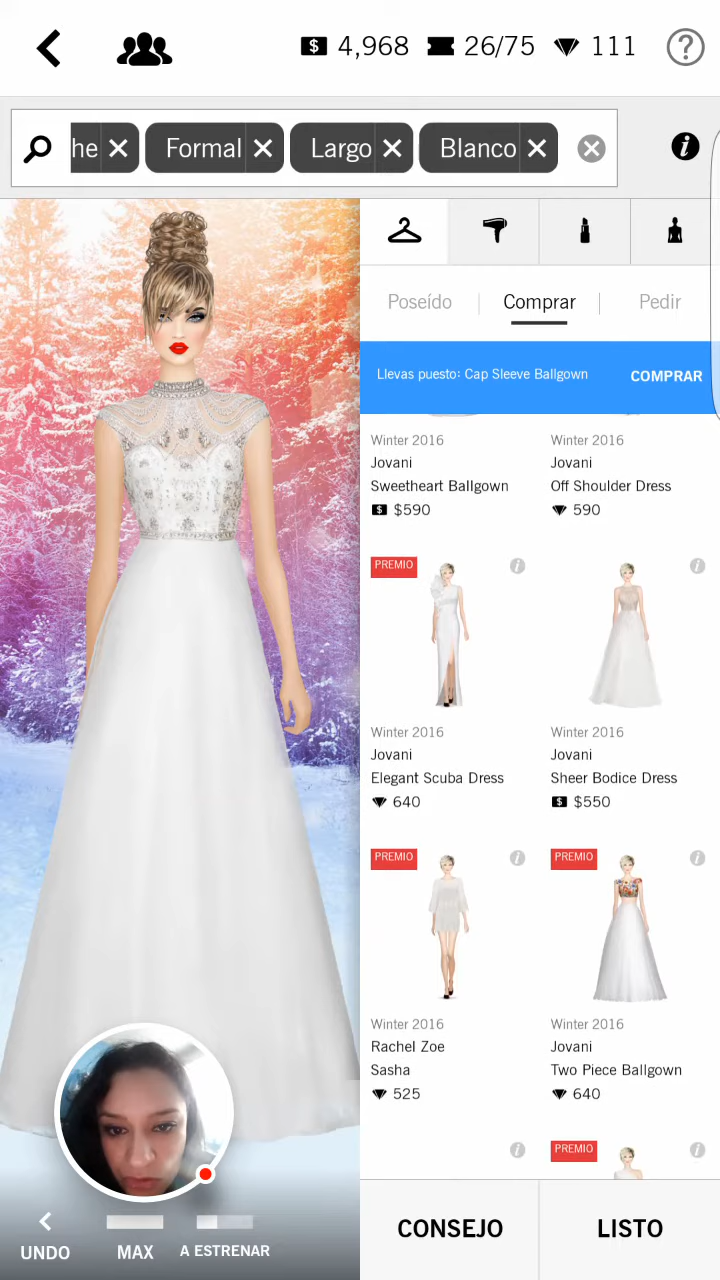 4,968
26/75
111
?
he
Formal
Largo
Blanco
Poseído
Comprar
Pedir
Llevas puesto: Cap Sleeve Ballgown
COMPRAR
Winter 2016
Jovani
Sweetheart Ballgown
$590
Winter 2016
Jovani
Off Shoulder Dress
590
PREMIO
Winter 2016
Jovani
Elegant Scuba Dress
640
Winter 2016
Jovani
Sheer Bodice Dress
$550
PREMIO
Winter 2016
Rachel Zoe
Sasha
525
PREMIO
Winter 2016
Jovani
Two Piece Ballgown
640
PREMIO
UNDO
MAX
A ESTRENAR
CONSEJO
LISTO